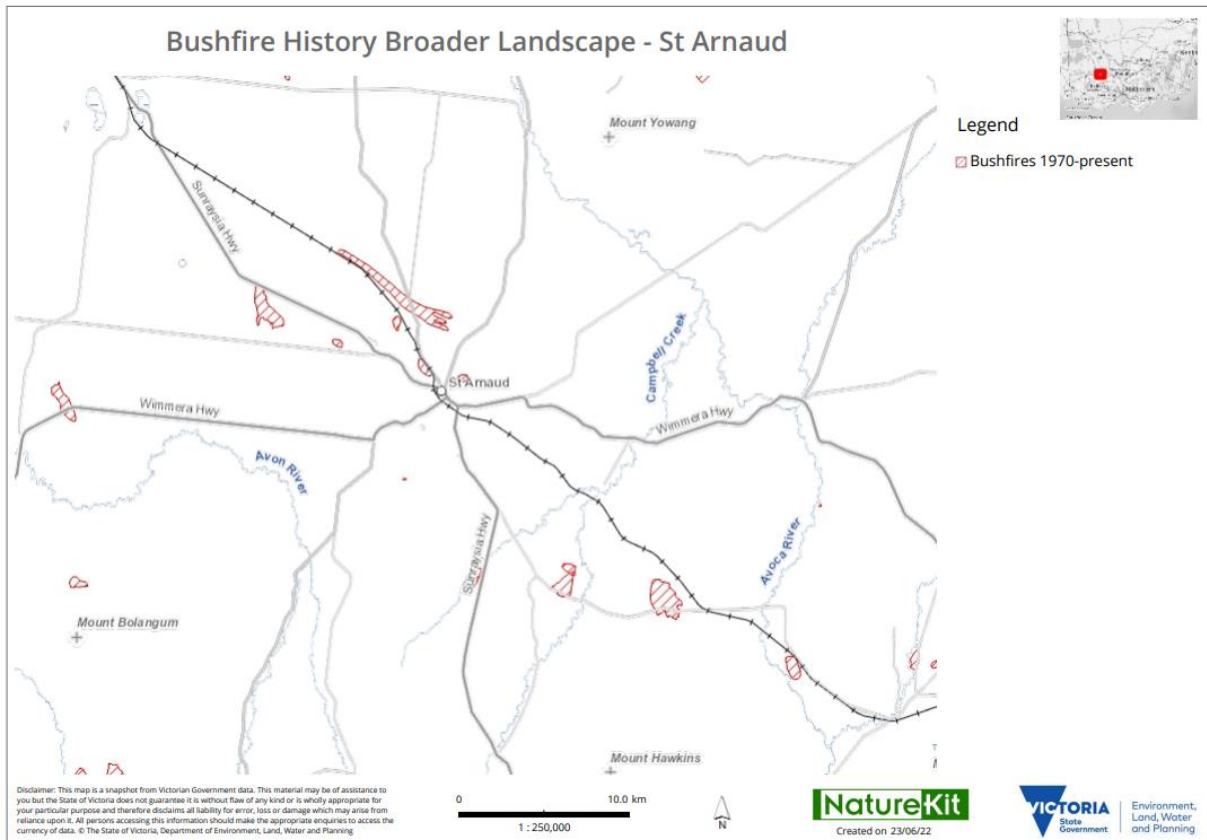 Bushfire History Broader Landscape - St Arnaud
Legend
Bushfires 1970-present
Mount Yowang
Sunraysia Hwy
Campbell Creek
St Arnaud
Wimmera Hwy
Wimmera Hwy
Avon River
Sunraysia Hwy
Avoca River
Mount Bolangum
Mount Hawkins
Disclaimer: This map is a snapshot from Victorian Government data. This material may be of assistance to
you but the State of Victoria does not guarantee it is without flaw of any kind or is wholly appropriate for
your particular purpose and therefore disclaims all liability for error, loss or damage which may arise from
reliance upon it. All persons accessing this information should make the appropriate enquiries to access the
currency of data. © The State of Victoria, Department of Environment, Land, Water and Planning
0 10.0 km
1 : 250,000
N
NatureKit
Created on 23/06/22
VICTORIA
State
Government
Environment,
Land, Water
and Planning